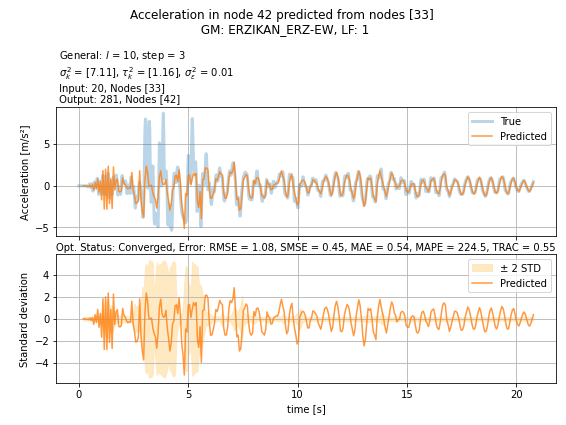 Acceleration in node 42 predicted from nodes [33]
GM: ERZIKAN_ERZ-EW, LF: 1
General: l = 10, step = 3
σ_k² = [7.11], τ_k² = [1.16], σ_ε² = 0.01
Input: 20, Nodes [33]
Output: 281, Nodes [42]
Acceleration [m/s²]
5
0
−5
True
Predicted
Opt. Status: Converged, Error: RMSE = 1.08, SMSE = 0.45, MAE = 0.54, MAPE = 224.5, TRAC = 0.55
Standard deviation
4
2
0
−2
−4
± 2 STD
Predicted
0 5 10 15 20
time [s]